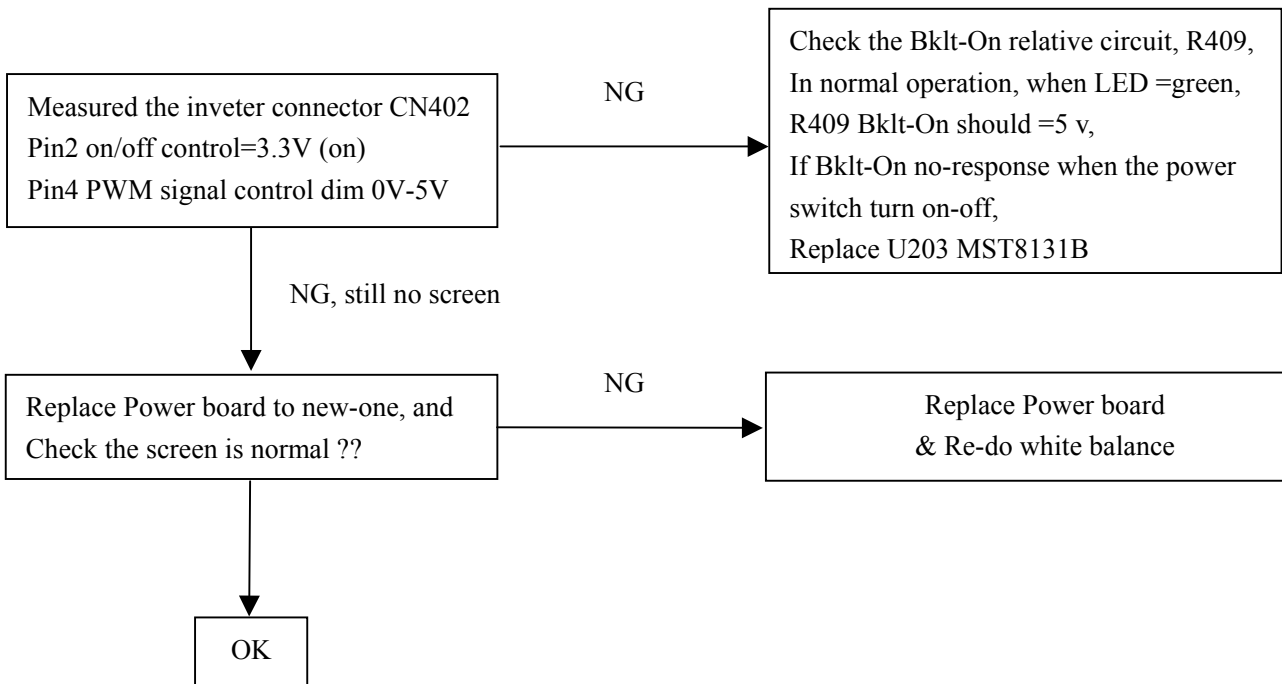 Measured the inveter connector CN402
Pin2 on/off control=3.3V (on)
Pin4 PWM signal control dim 0V-5V
NG
Check the Bklt-On relative circuit, R409,
In normal operation, when LED =green,
R409 Bklt-On should =5 v,
If Bklt-On no-response when the power
switch turn on-off,
Replace U203 MST8131B
NG, still no screen
Replace Power board to new-one, and
Check the screen is normal ??
NG
Replace Power board
& Re-do white balance
OK